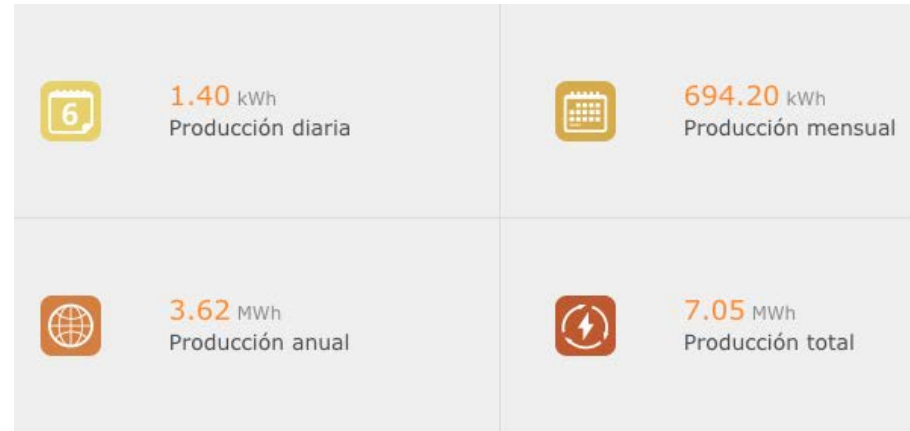 6
1.40 kWh
Producción diaria
694.20 kWh
Producción mensual
3.62 MWh
Producción anual
7.05 MWh
Producción total